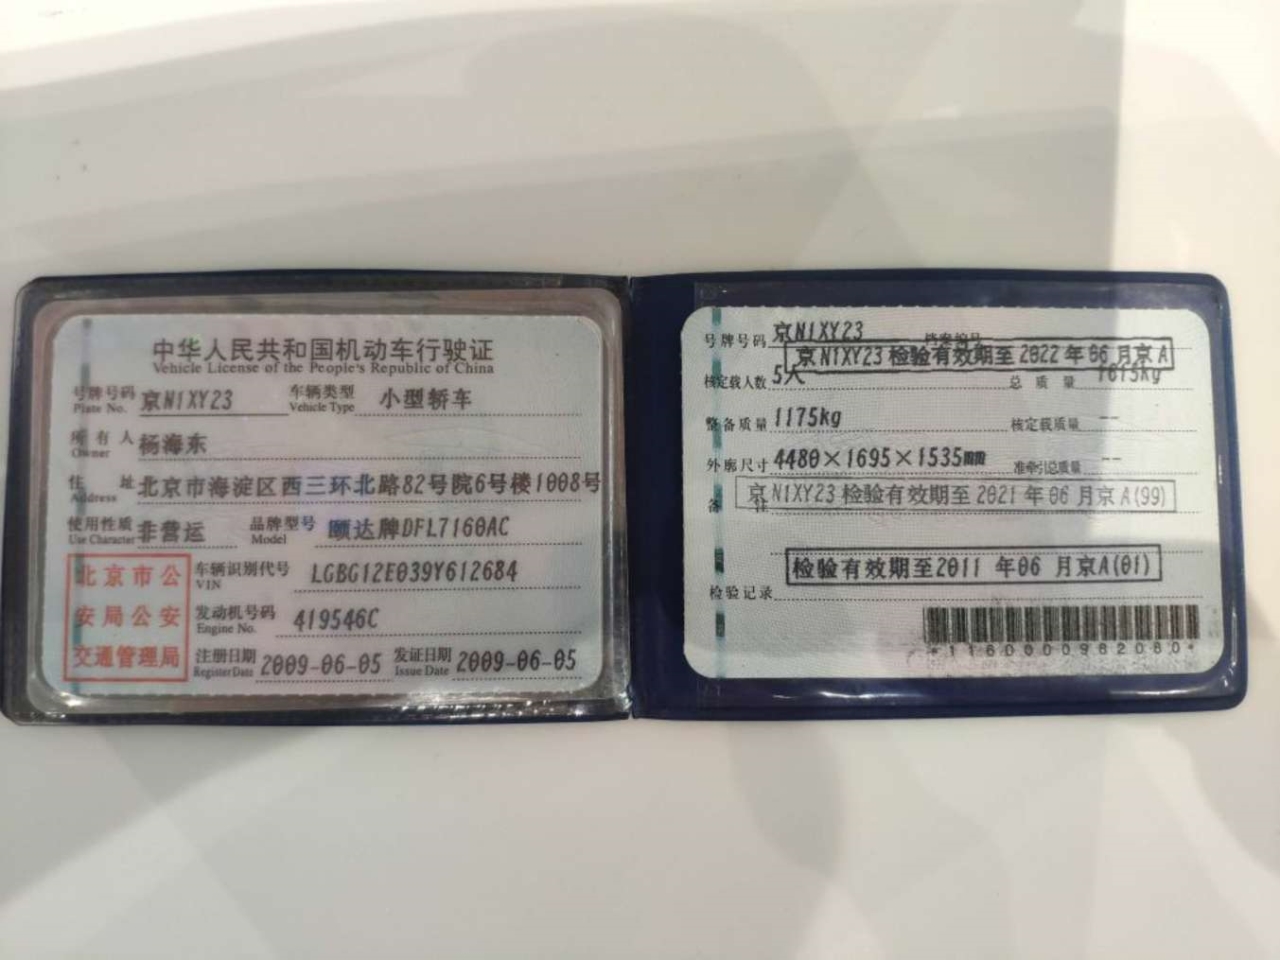 中华人民共和国机动车行驶证
Vehicle License of the People's Republic of China
号牌号码 京N1XY23 车辆类型 小型轿车
Plate No. Vehicle Type
所有人 杨海东
Owner
住址 北京市海淀区西三环北路82号院6号楼1008号
Address
使用性质 非营运 品牌型号 颐达牌DFL7160AC
Use Character Model
北京市公
安局公安
交通管理局
车辆识别代号 LGBG12E039Y612684
VIN
发动机号码 419546C
Engine No.
注册日期 2009-06-05 发证日期 2009-06-05
Register Date Issue Date
号牌号码 京N1XY23 档案编号
京N1XY23 检验有效期至 2022 年 06 月京A
核定载人数 5人 总质量 1615kg
整备质量 1175kg 核定载质量 --
外廓尺寸 4480×1695×1535mm 准牵引总质量 --
京N1XY23 检验有效期至 2021 年 06 月京A(99)
备注
检验有效期至2011 年06 月京A(01)
检验记录
*1160000982080*